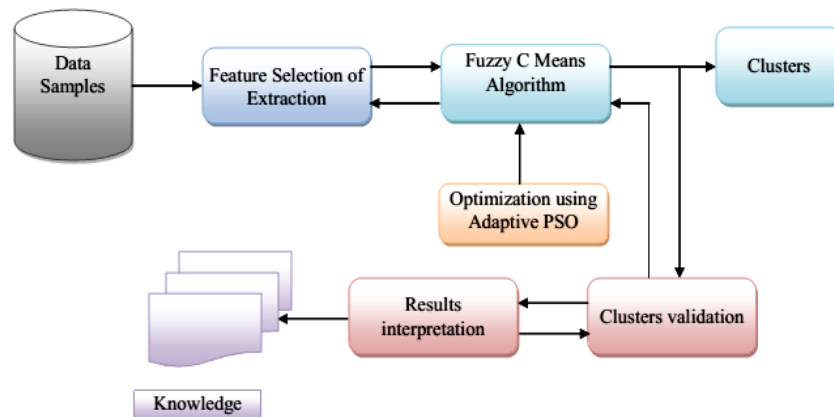 Data
Samples
Feature Selection of
Extraction
Fuzzy C Means
Algorithm
Clusters
Optimization using
Adaptive PSO
Results
interpretation
Clusters validation
Knowledge